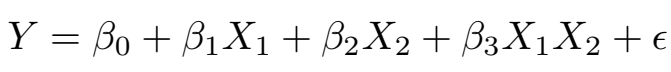 Y = β₀ + β₁X₁ + β₂X₂ + β₃X₁X₂ + ϵ